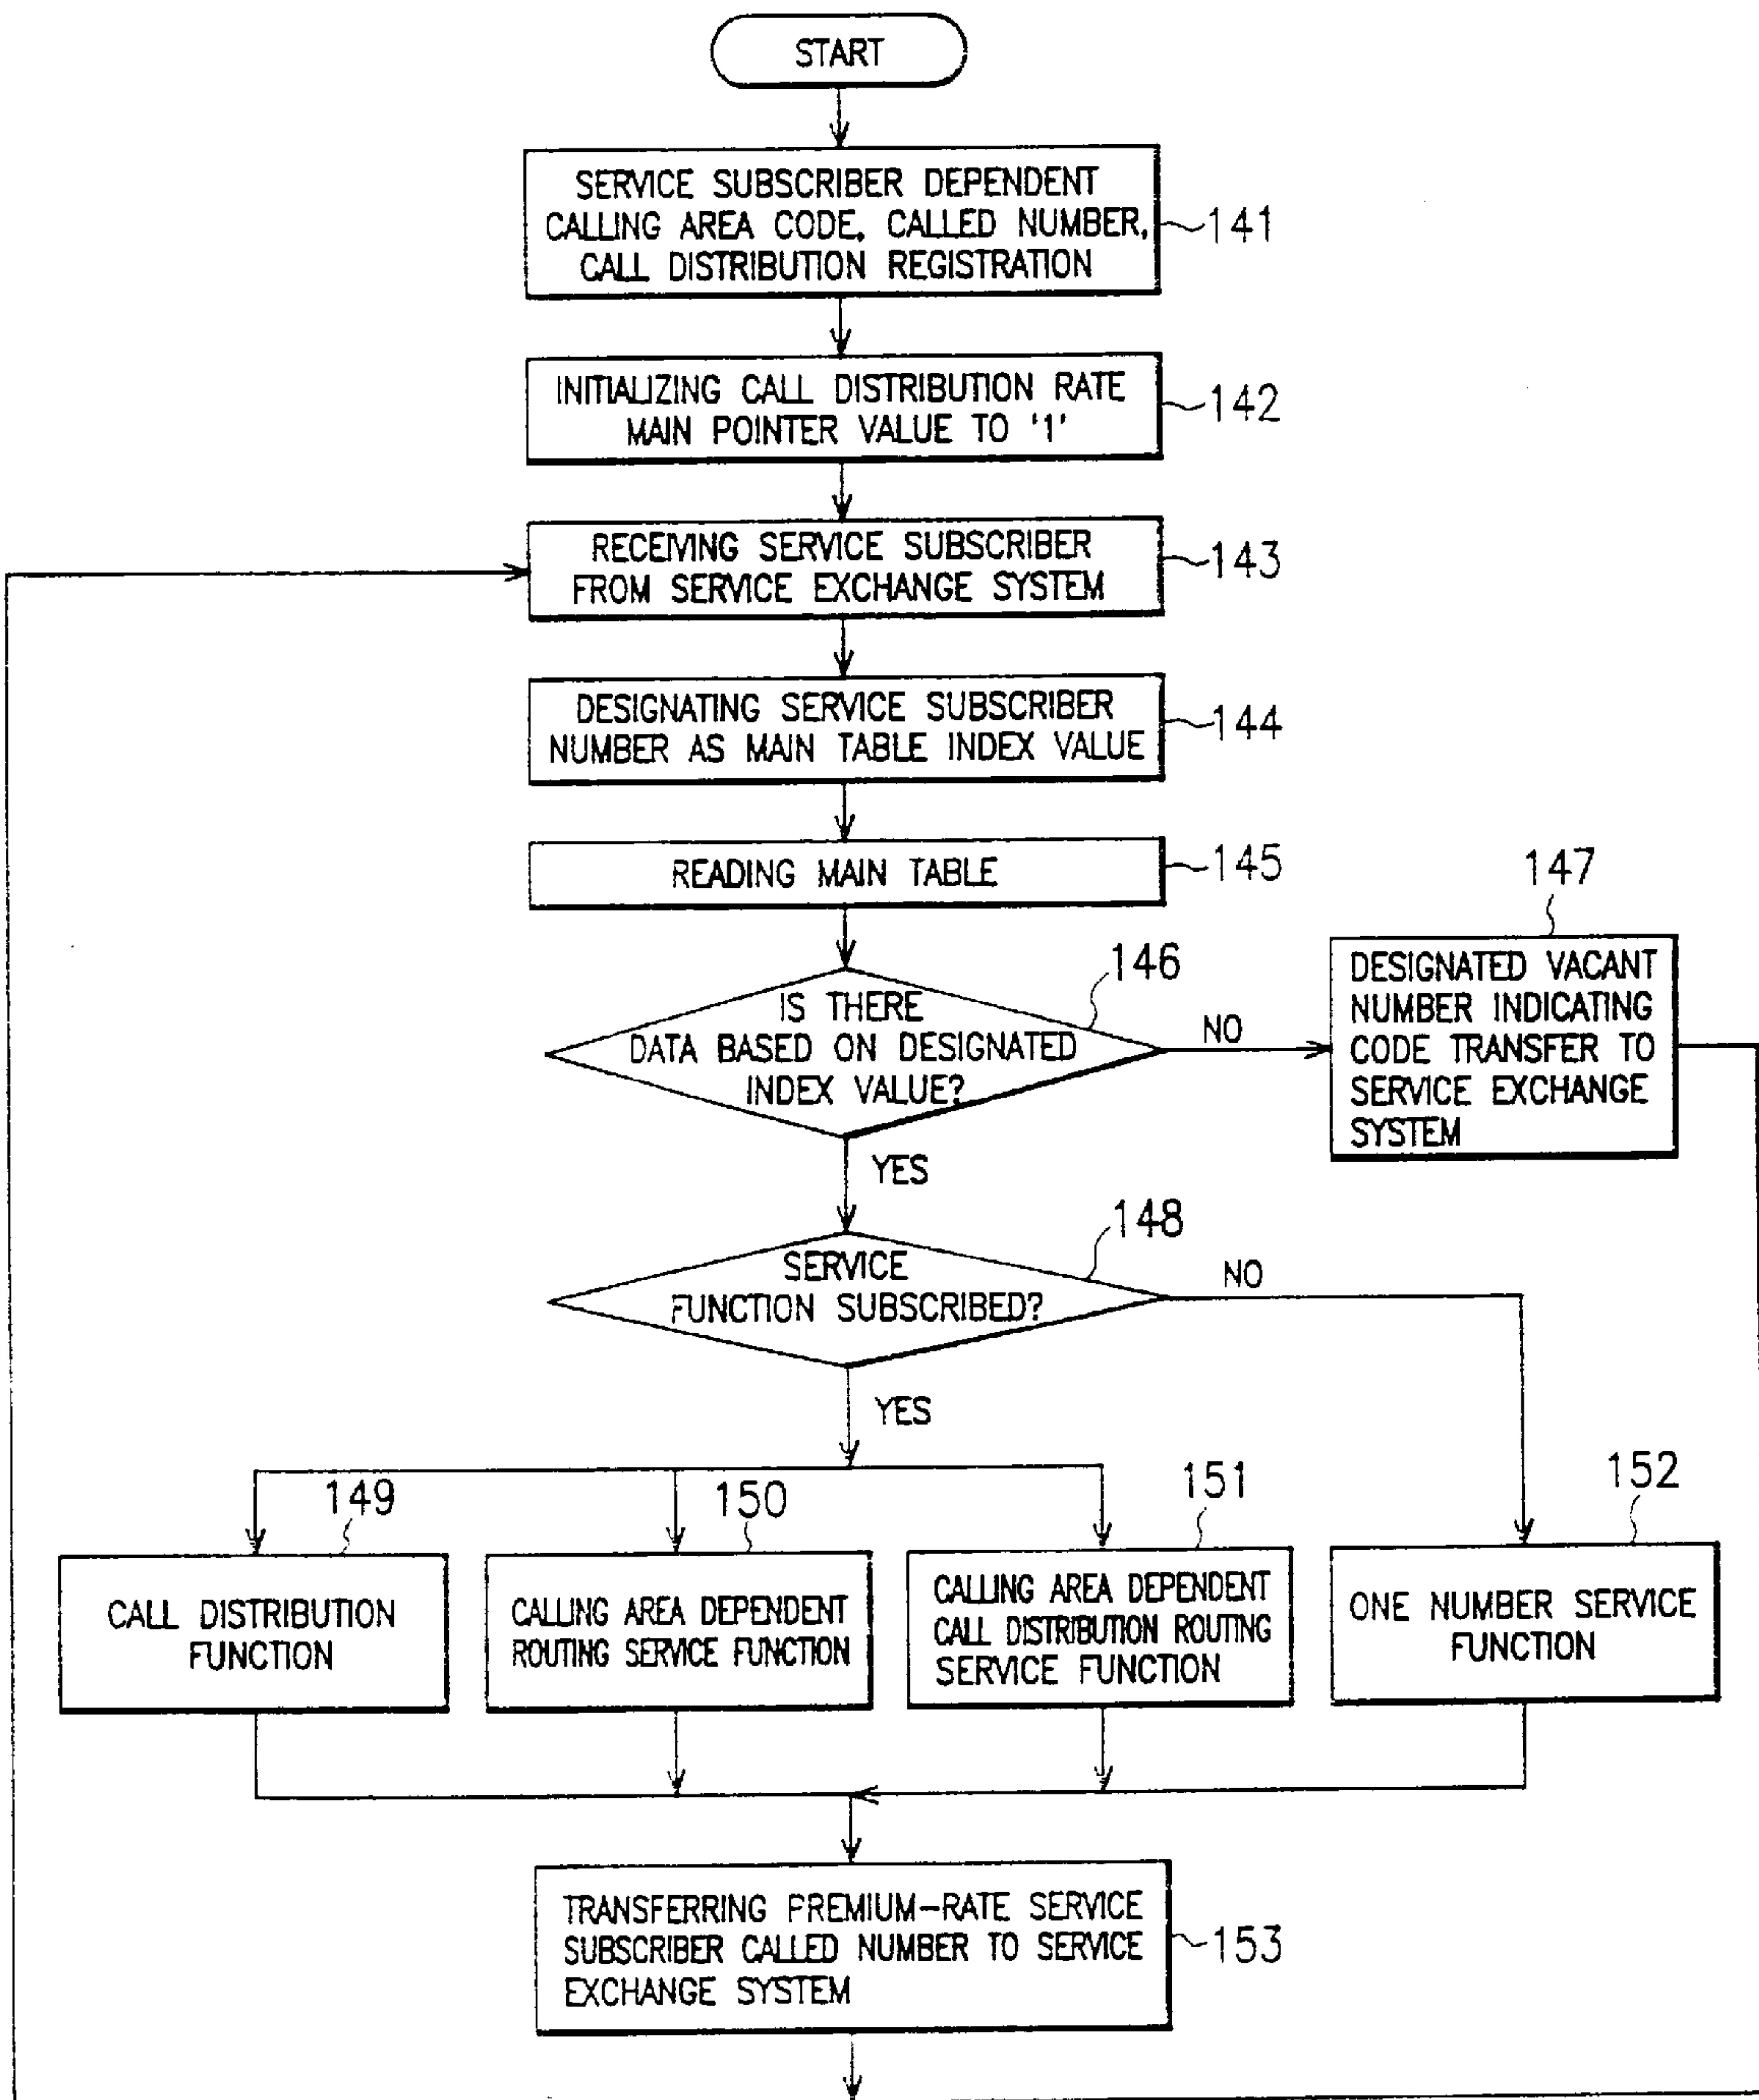 START
SERVICE SUBSCRIBER DEPENDENT
CALLING AREA CODE, CALLED NUMBER,
CALL DISTRIBUTION REGISTRATION
141
INITIALIZING CALL DISTRIBUTION RATE
MAIN POINTER VALUE TO '1'
142
RECEIVING SERVICE SUBSCRIBER
FROM SERVICE EXCHANGE SYSTEM
143
DESIGNATING SERVICE SUBSCRIBER
NUMBER AS MAIN TABLE INDEX VALUE
144
READING MAIN TABLE
145
146
IS THERE
DATA BASED ON DESIGNATED
INDEX VALUE?
NO
YES
147
DESIGNATED VACANT
NUMBER INDICATING
CODE TRANSFER TO
SERVICE EXCHANGE
SYSTEM
148
SERVICE
FUNCTION SUBSCRIBED?
NO
YES
149
CALL DISTRIBUTION
FUNCTION
150
CALLING AREA DEPENDENT
ROUTING SERVICE FUNCTION
151
CALLING AREA DEPENDENT
CALL DISTRIBUTION ROUTING
SERVICE FUNCTION
152
ONE NUMBER SERVICE
FUNCTION
TRANSFERRING PREMIUM-RATE SERVICE
SUBSCRIBER CALLED NUMBER TO SERVICE
EXCHANGE SYSTEM
153